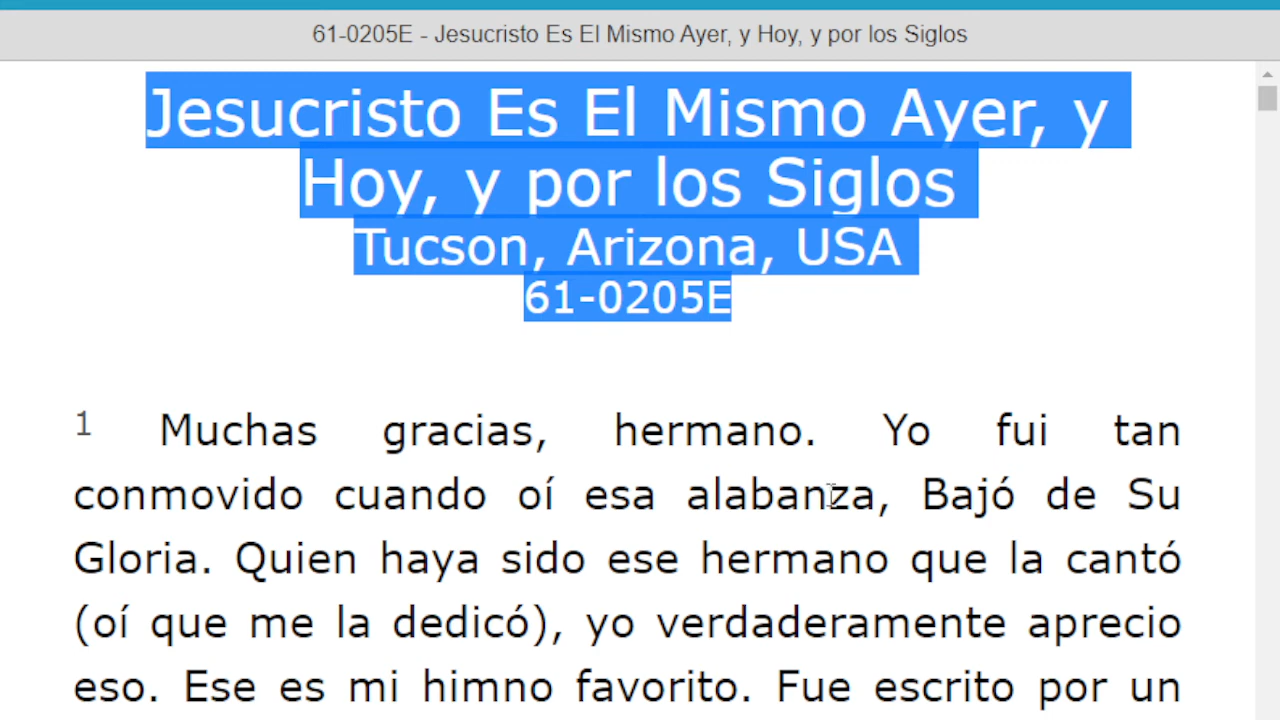 61-0205E - Jesucristo Es El Mismo Ayer, y Hoy, y por los Siglos
Jesucristo Es El Mismo Ayer, y
Hoy, y por los Siglos
Tucson, Arizona, USA
61-0205E
1 Muchas gracias, hermano. Yo fui tan
conmovido cuando oí esa alabanza, Bajó de Su
Gloria. Quien haya sido ese hermano que la cantó
(oí que me la dedicó), yo verdaderamente aprecio
eso. Ese es mi himno favorito. Fue escrito por un